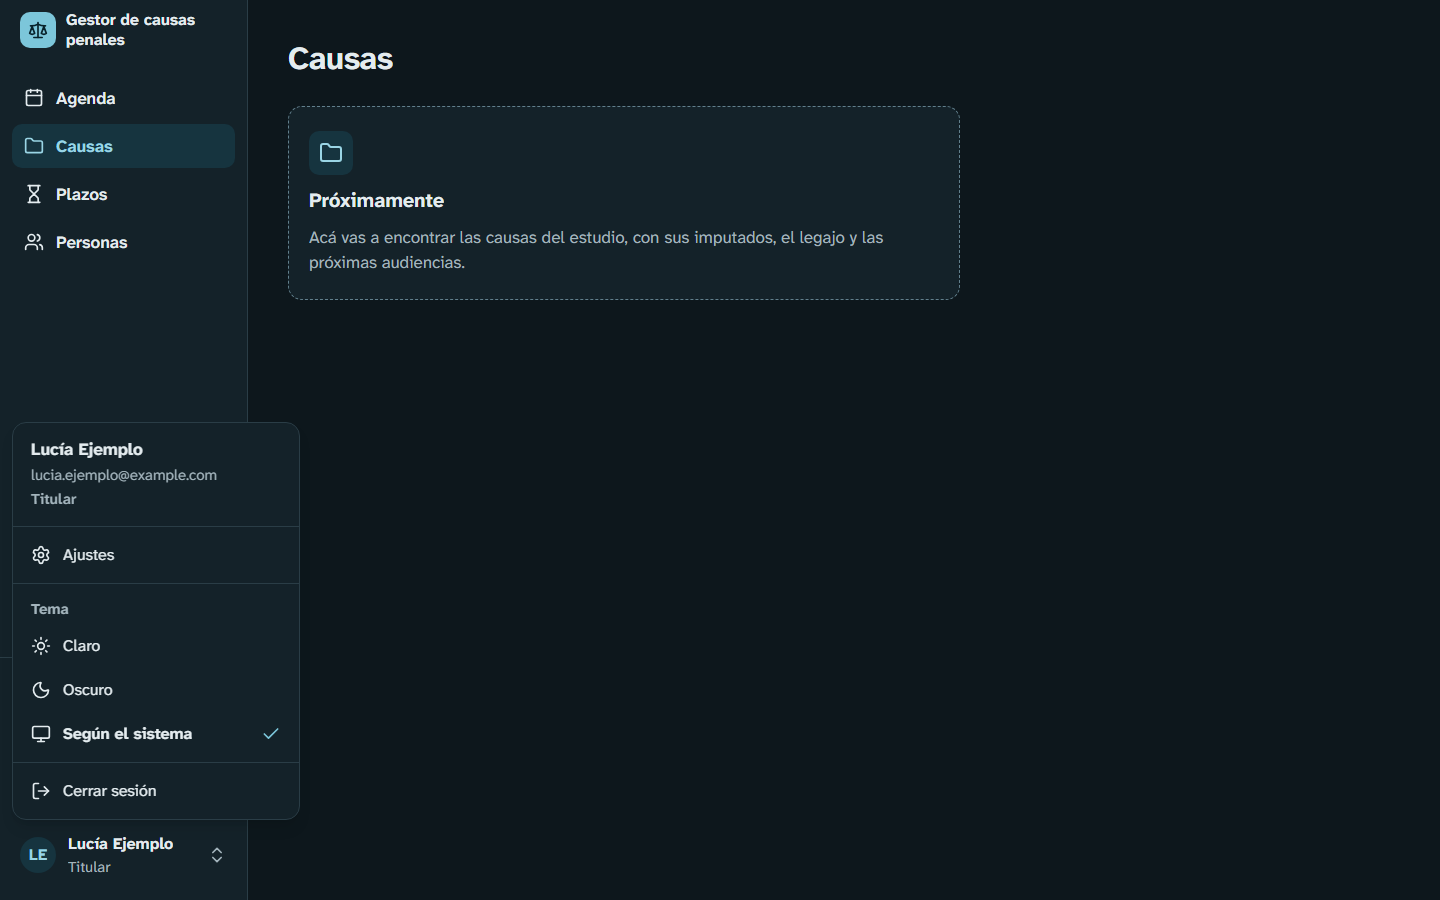 Gestor de causas
penales
Agenda
Causas
Plazos
Personas
Causas
Próximamente
Acá vas a encontrar las causas del estudio, con sus imputados, el legajo y las
próximas audiencias.
Lucía Ejemplo
lucia.ejemplo@example.com
Titular
Ajustes
Tema
Claro
Oscuro
Según el sistema
Cerrar sesión
LE
Lucía Ejemplo
Titular